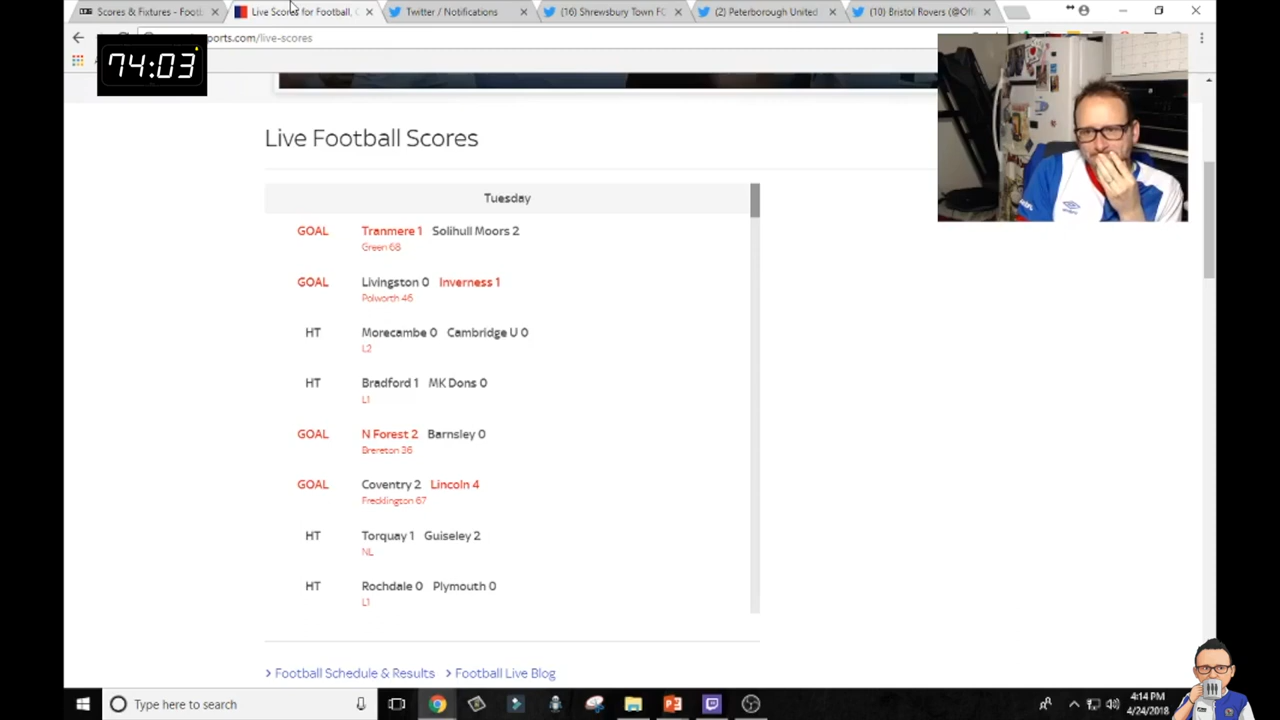 Scores & Fixtures - Foot
Live Scores for Football,
Twitter / Notifications
(16) Shrewsbury Town FC
(2) Peterborough United
(10) Bristol Rovers (@Offi
ports.com/live-scores
74:03
Live Football Scores
Tuesday
GOAL Tranmere 1 Solihull Moors 2
Green 68
GOAL Livingston 0 Inverness 1
Polworth 46
HT Morecambe 0 Cambridge U 0
L2
HT Bradford 1 MK Dons 0
L1
GOAL N Forest 2 Barnsley 0
Brereton 36
GOAL Coventry 2 Lincoln 4
Frecklington 67
HT Torquay 1 Guiseley 2
NL
HT Rochdale 0 Plymouth 0
L1
> Football Schedule & Results > Football Live Blog
Type here to search
4:14 PM
4/24/2018